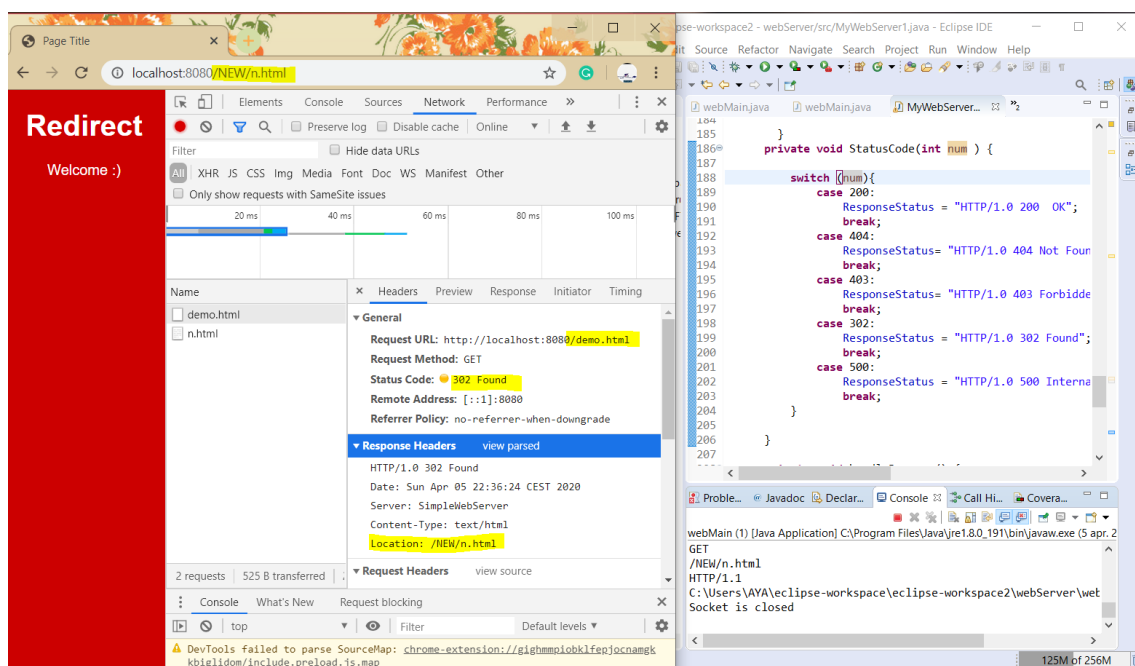 Page Title
localhost:8080/NEW/n.html
Redirect
Welcome :)
Elements Console Sources Network Performance »
Preserve log Disable cache Online
Filter Hide data URLs
All XHR JS CSS Img Media Font Doc WS Manifest Other
Only show requests with SameSite issues
20 ms 40 ms 60 ms 80 ms 100 ms
Name
demo.html
n.html
2 requests 525 B transferred
× Headers Preview Response Initiator Timing
▼ General
Request URL: http://localhost:8080/demo.html
Request Method: GET
Status Code: 302 Found
Remote Address: [::1]:8080
Referrer Policy: no-referrer-when-downgrade
▼ Response Headers view parsed
HTTP/1.0 302 Found
Date: Sun Apr 05 22:36:24 CEST 2020
Server: SimpleWebServer
Content-Type: text/html
Location: /NEW/n.html
▼ Request Headers view source
Console What's New Request blocking
top Filter Default levels ▼
DevTools failed to parse SourceMap: chrome-extension://gighmmpiobklfepjocnamgk
kbiglidom/include.preload.js.map
pse-workspace2 - webServer/src/MyWebServer1.java - Eclipse IDE
it Source Refactor Navigate Search Project Run Window Help
webMain.java webMain.java MyWebServer... »2
184
185 }
186 private void StatusCode(int num ) {
187
188 switch (num){
189 case 200:
190 ResponseStatus = "HTTP/1.0 200  OK";
191 break;
192 case 404:
193 ResponseStatus= "HTTP/1.0 404 Not Foun
194 break;
195 case 403:
196 ResponseStatus= "HTTP/1.0 403 Forbidde
197 break;
198 case 302:
199 ResponseStatus = "HTTP/1.0 302 Found";
200 break;
201 case 500:
202 ResponseStatus = "HTTP/1.0 500 Interna
203 break;
204 }
205
206 }
207
Proble... Javadoc Declar... Console Call Hi... Covera...
webMain (1) [Java Application] C:\Program Files\Java\jre1.8.0_191\bin\javaw.exe (5 apr. 2
GET
/NEW/n.html
HTTP/1.1
C:\Users\AYA\eclipse-workspace\eclipse-workspace2\webServer\web
Socket is closed
125M of 256M